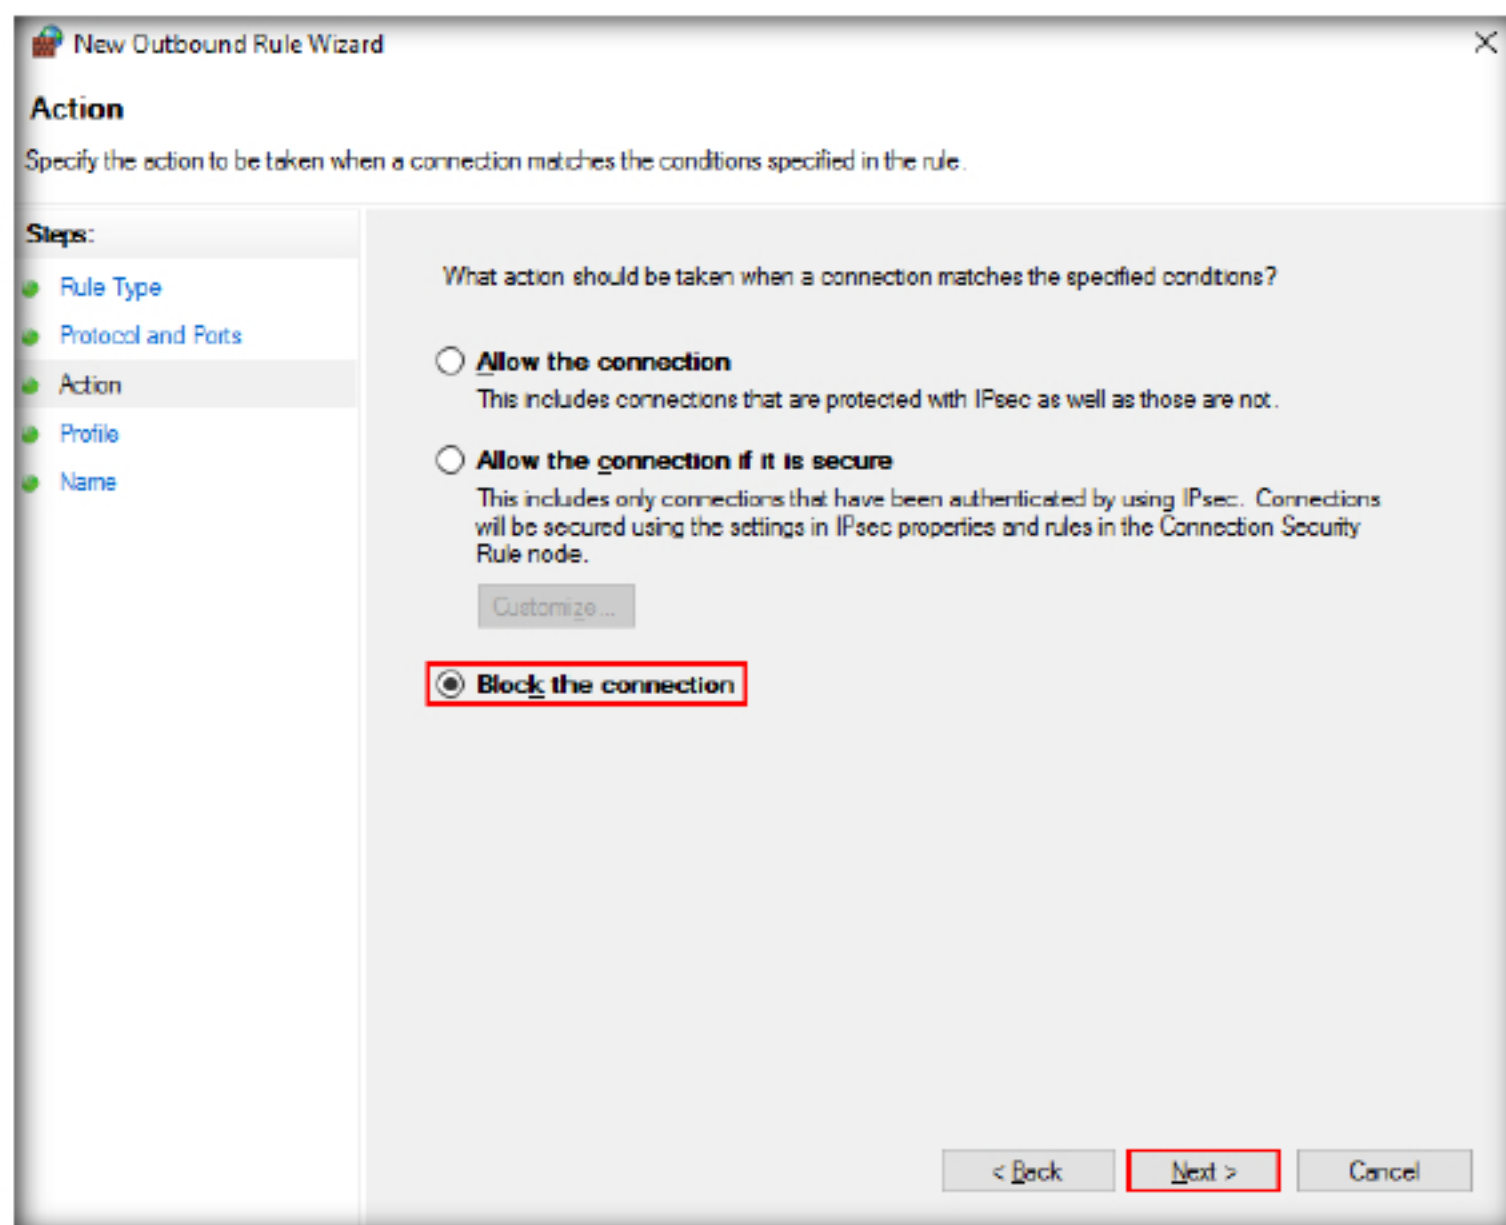 New Outbound Rule Wizard
Action
Specify the action to be taken when a connection matches the conditions specified in the rule.
Steps:
Rule Type
Protocol and Ports
Action
Profile
Name
What action should be taken when a connection matches the specified conditions?
Allow the connection
This includes connections that are protected with IPsec as well as those are not.
Allow the connection if it is secure
This includes only connections that have been authenticated by using IPsec. Connections
will be secured using the settings in IPsec properties and rules in the Connection Security
Rule node.
Customize...
Block the connection
< Back
Next >
Cancel